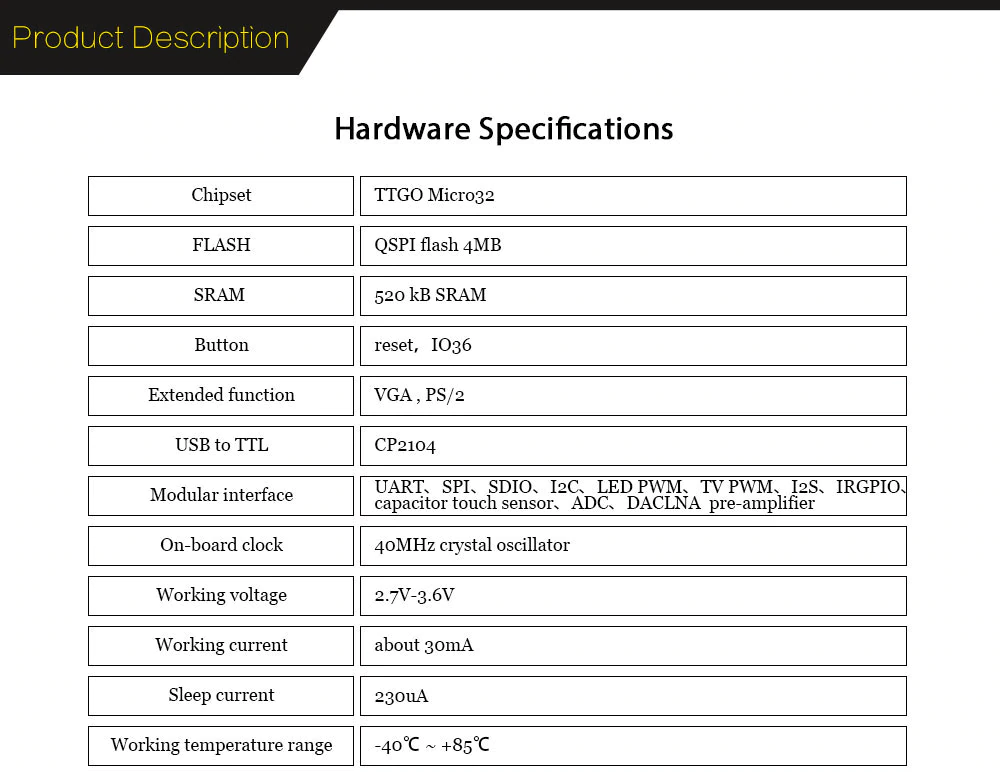 Product Description
Hardware Specifications
Chipset TTGO Micro32
FLASH QSPI flash 4MB
SRAM 520 kB SRAM
Button reset，IO36
Extended function VGA , PS/2
USB to TTL CP2104
Modular interface UART、SPI、SDIO、I2C、LED PWM、TV PWM、I2S、IRGPIO、
capacitor touch sensor、ADC、DACLNA pre-amplifier
On-board clock 40MHz crystal oscillator
Working voltage 2.7V-3.6V
Working current about 30mA
Sleep current 230uA
Working temperature range -40℃ ~ +85℃